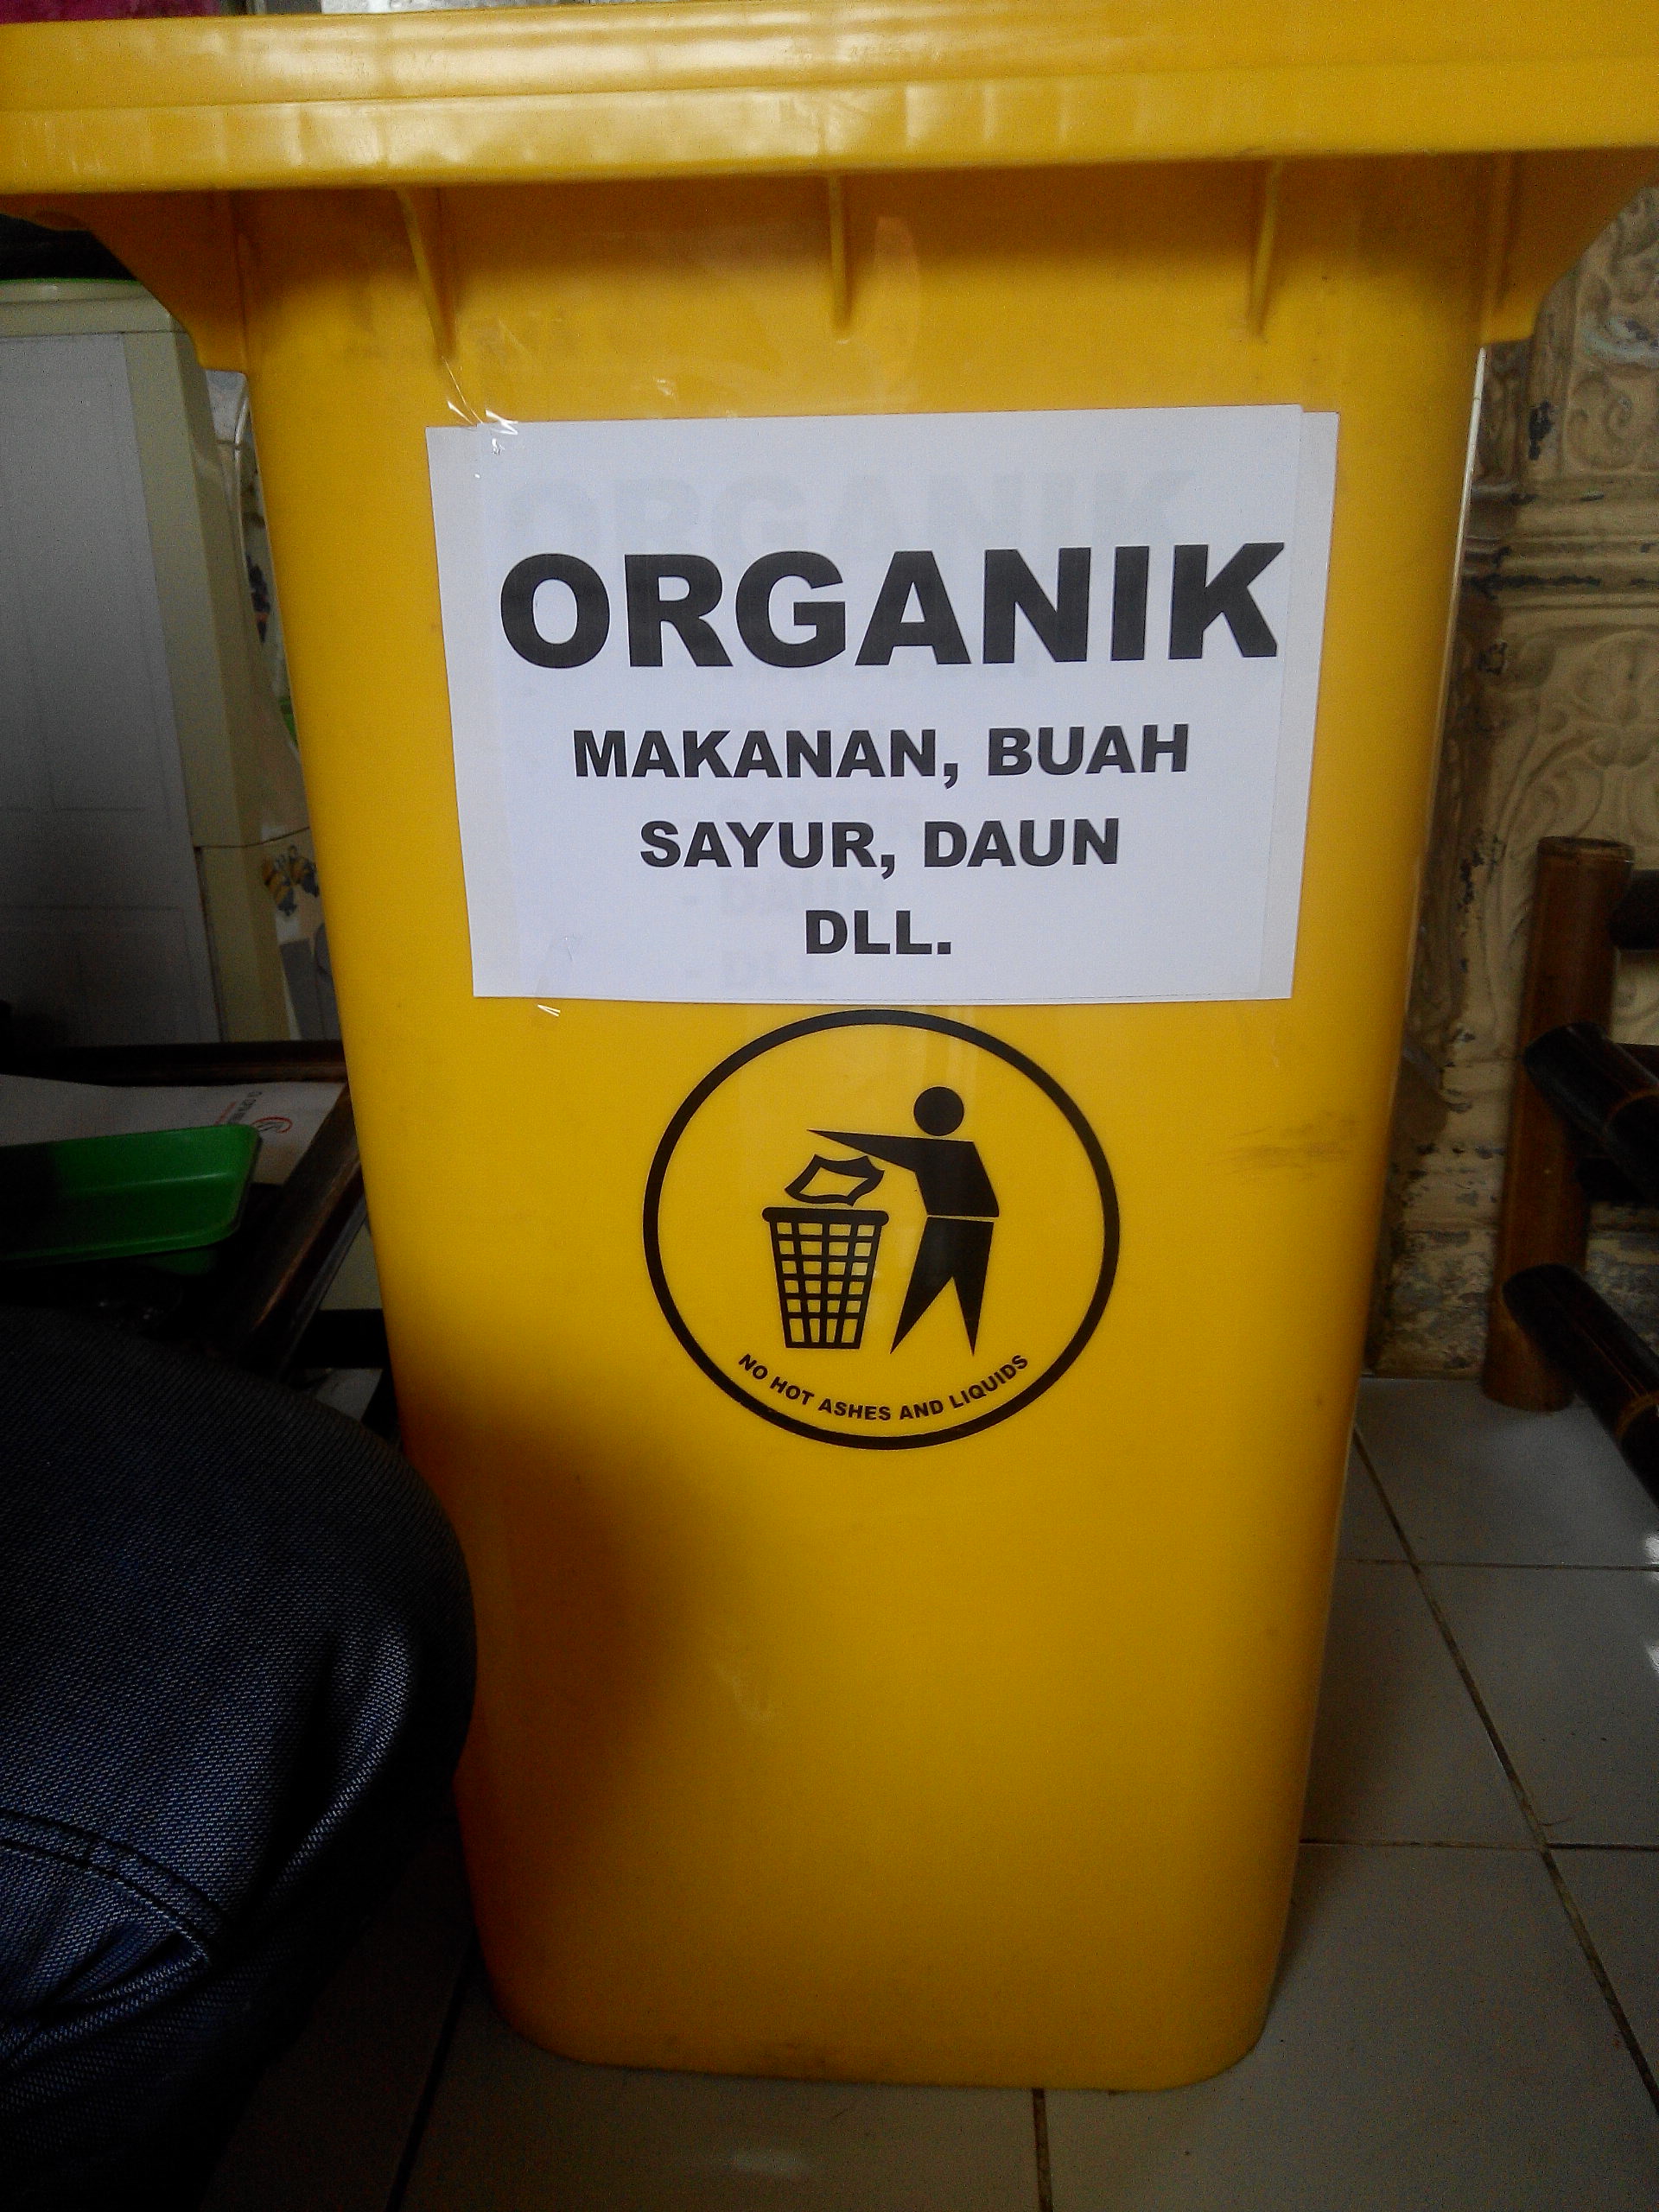 ORGANIK
MAKANAN, BUAH
SAYUR, DAUN
DLL.
NO HOT ASHES AND LIQUIDS